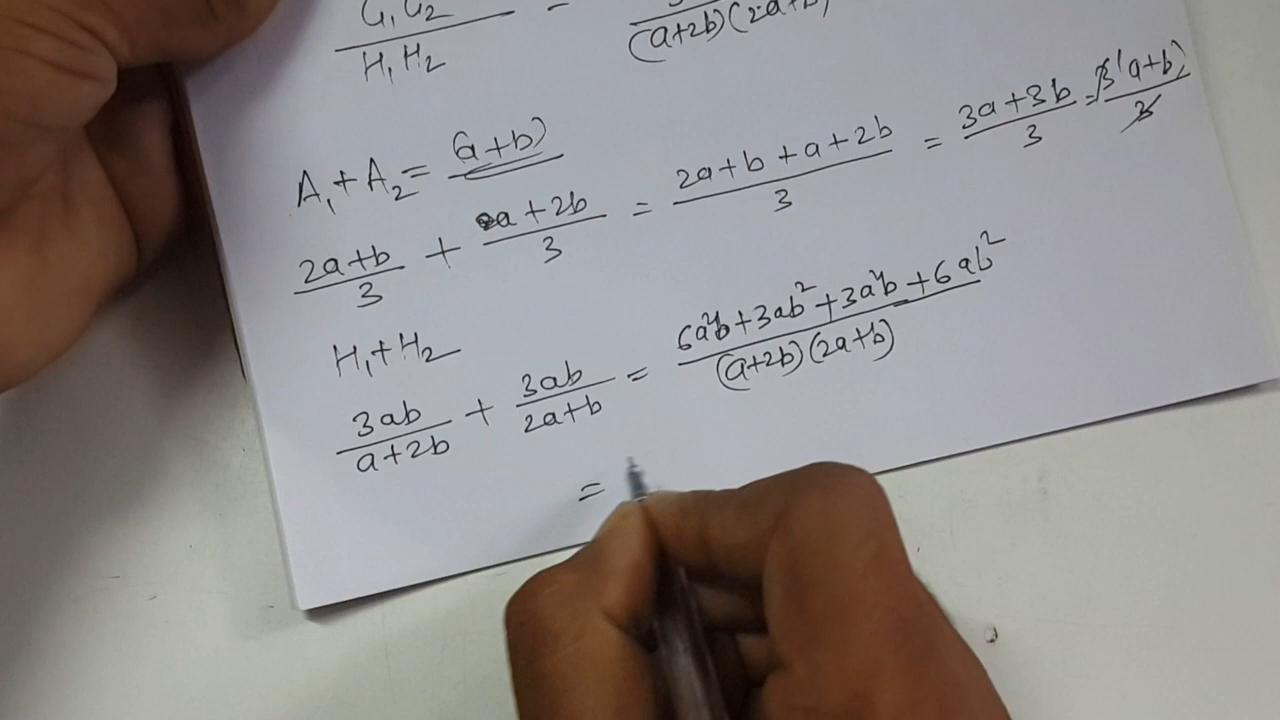 G₁G₂ / H₁H₂ = / (a+2b)(2a+b)
A₁+A₂ = (a+b)
2a+b / 3 + a+2b / 3 = 2a+b+a+2b / 3 = 3a+3b / 3 = 3(a+b) / 3
H₁+H₂
3ab / a+2b + 3ab / 2a+b = 6a²b+3ab²+3a²b+6ab² / (a+2b)(2a+b)
=